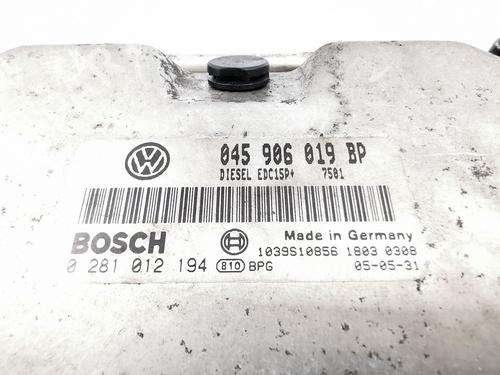 045 906 019 BP
DIESEL EDC15P+ 7501
BOSCH
Made in Germany
1039S10856 1803 0308
0 281 012 194 810 BPG 05-05-31